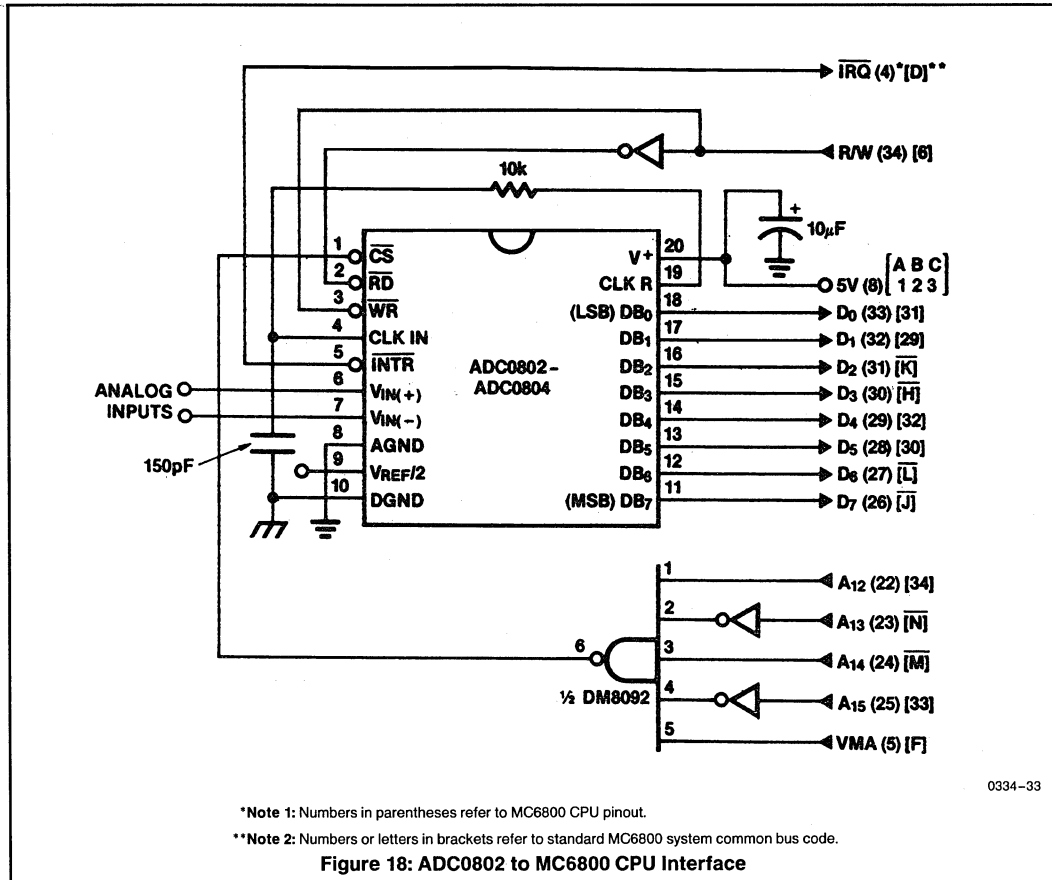 IRQ (4)*[D]**
R/W (34) [6]
10k
+
10μF
1 CS
2 RD
3 WR
4 CLK IN
5 INTR
6 VIN(+)
7 VIN(−)
8 AGND
9 VREF/2
10 DGND
ANALOG
INPUTS
150pF
ADC0802 –
ADC0804
V+ 20
CLK R 19
(LSB) DB0 18
DB1 17
DB2 16
DB3 15
DB4 14
DB5 13
DB6 12
(MSB) DB7 11
5V (8) [A B C
1 2 3]
D0 (33) [31]
D1 (32) [29]
D2 (31) [K̅]
D3 (30) [H̅]
D4 (29) [32]
D5 (28) [30]
D6 (27) [L̅]
D7 (26) [J̅]
1 A12 (22) [34]
2 A13 (23) [N̅]
3 A14 (24) [M̅]
4 A15 (25) [33]
5 VMA (5) [F]
6
½ DM8092
0334–33
*Note 1: Numbers in parentheses refer to MC6800 CPU pinout.
**Note 2: Numbers or letters in brackets refer to standard MC6800 system common bus code.
Figure 18: ADC0802 to MC6800 CPU Interface